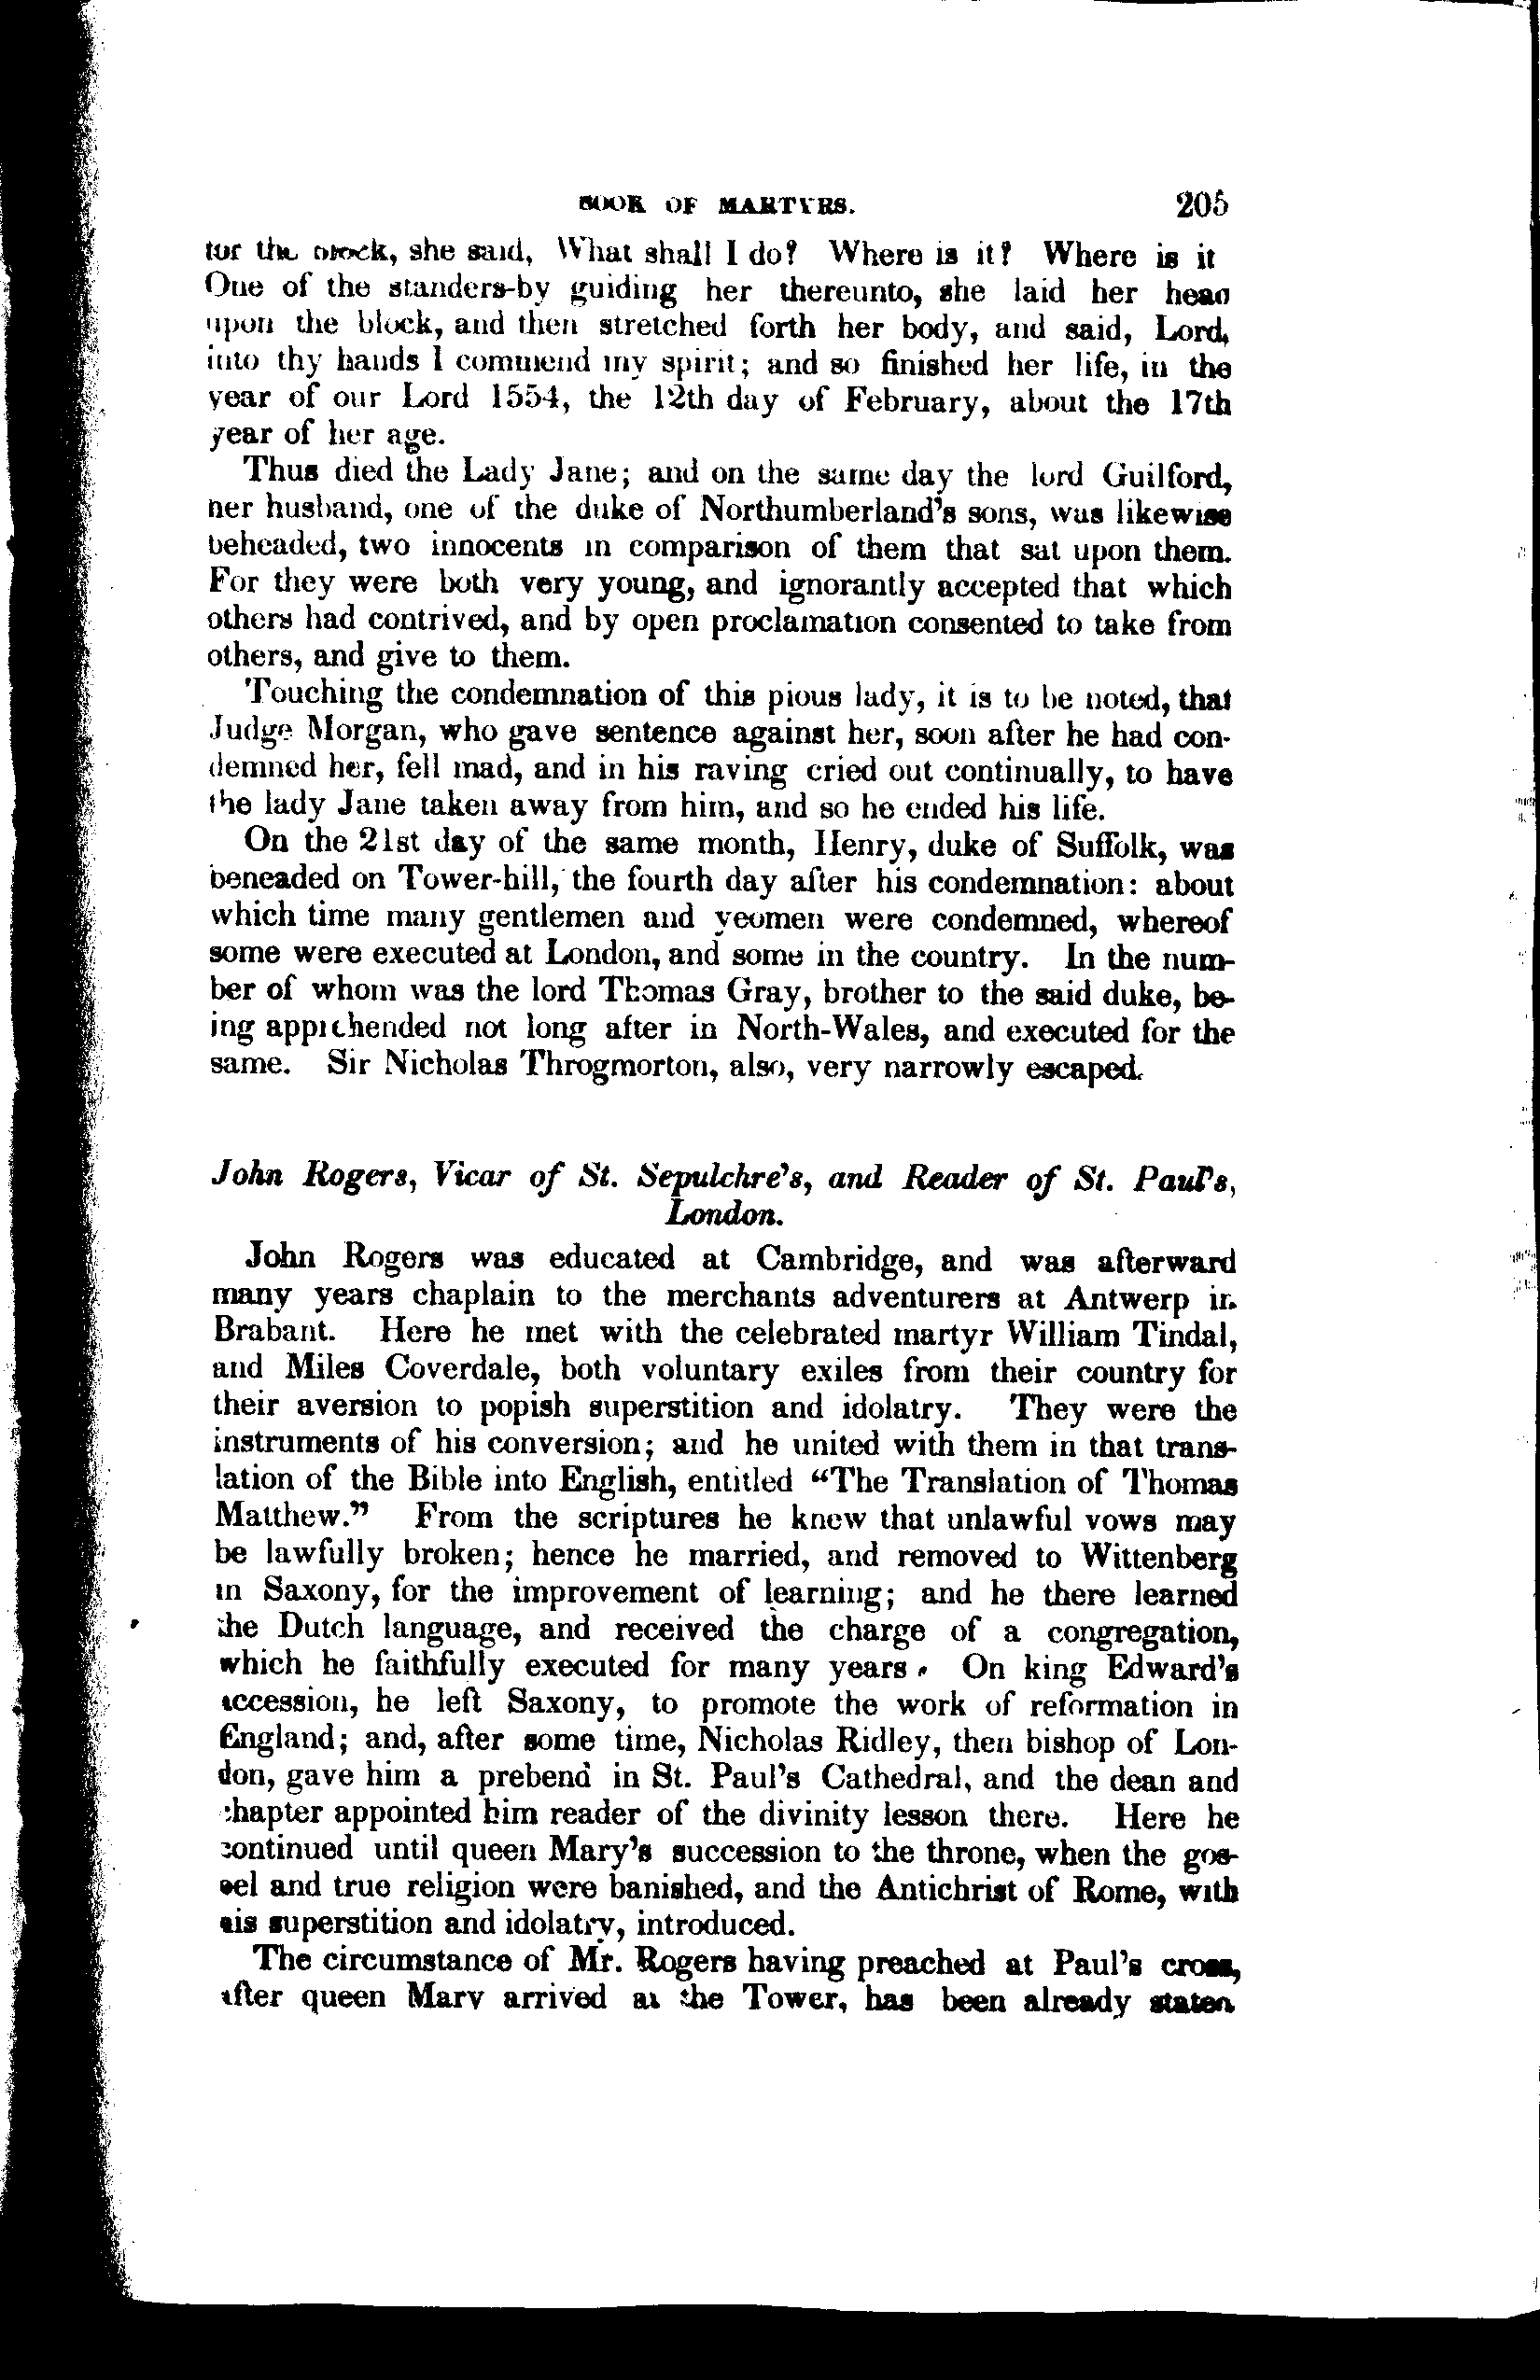 BOOK OF MARTYRS. 205
for the block, she said, What shall I do? Where is it? Where is it
One of the standers-by guiding her thereunto, she laid her head
upon the block, and then stretched forth her body, and said, Lord,
into thy hands I commend my spirit; and so finished her life, in the
year of our Lord 1554, the 12th day of February, about the 17th
year of her age.
Thus died the Lady Jane; and on the same day the lord Guilford,
her husband, one of the duke of Northumberland's sons, was likewise
beheaded, two innocents in comparison of them that sat upon them.
For they were both very young, and ignorantly accepted that which
others had contrived, and by open proclamation consented to take from
others, and give to them.
Touching the condemnation of this pious lady, it is to be noted, that
Judge Morgan, who gave sentence against her, soon after he had con-
demned her, fell mad, and in his raving cried out continually, to have
the lady Jane taken away from him, and so he ended his life.
On the 21st day of the same month, Henry, duke of Suffolk, was
beheaded on Tower-hill, the fourth day after his condemnation: about
which time many gentlemen and yeomen were condemned, whereof
some were executed at London, and some in the country. In the num-
ber of whom was the lord Thomas Gray, brother to the said duke, be-
ing apprehended not long after in North-Wales, and executed for the
same. Sir Nicholas Throgmorton, also, very narrowly escaped.
John Rogers, Vicar of St. Sepulchre's, and Reader of St. Paul's,
London.
John Rogers was educated at Cambridge, and was afterward
many years chaplain to the merchants adventurers at Antwerp in
Brabant. Here he met with the celebrated martyr William Tindal,
and Miles Coverdale, both voluntary exiles from their country for
their aversion to popish superstition and idolatry. They were the
instruments of his conversion; and he united with them in that trans-
lation of the Bible into English, entitled "The Translation of Thomas
Matthew." From the scriptures he knew that unlawful vows may
be lawfully broken; hence he married, and removed to Wittenberg
in Saxony, for the improvement of learning; and he there learned
the Dutch language, and received the charge of a congregation,
which he faithfully executed for many years. On king Edward's
accession, he left Saxony, to promote the work of reformation in
England; and, after some time, Nicholas Ridley, then bishop of Lon-
don, gave him a prebend in St. Paul's Cathedral, and the dean and
chapter appointed him reader of the divinity lesson there. Here he
continued until queen Mary's succession to the throne, when the gos-
pel and true religion were banished, and the Antichrist of Rome, with
his superstition and idolatry, introduced.
The circumstance of Mr. Rogers having preached at Paul's cross,
after queen Mary arrived at the Tower, has been already stated